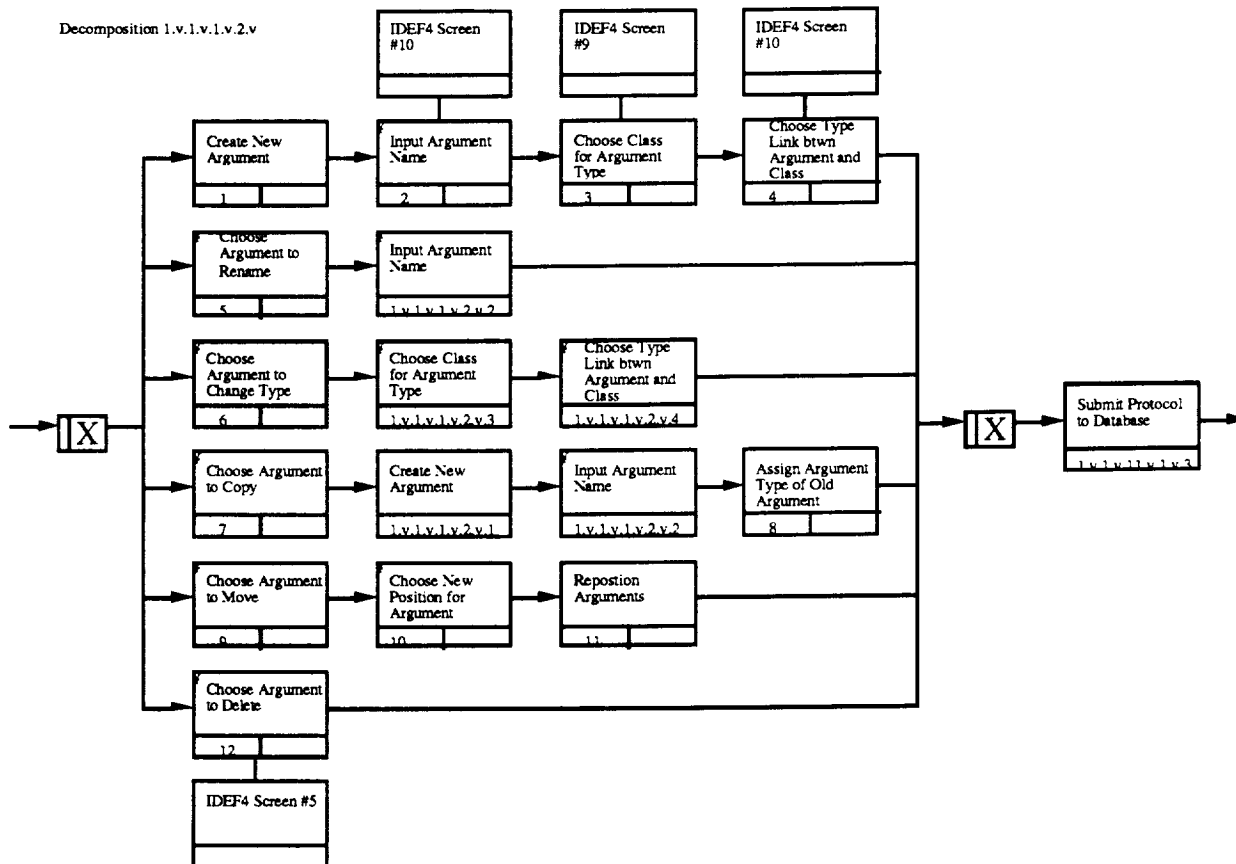 Decomposition 1.v.1.v.1.v.2.v
IDEF4 Screen
#10
IDEF4 Screen
#9
IDEF4 Screen
#10
Create New
Argument
1
Input Argument
Name
2
Choose Class
for Argument
Type
3
Choose Type
Link btwn
Argument and
Class
4
Choose
Argument to
Rename
5
Input Argument
Name
1.v.1.v.1.v.2.v.2
Choose
Argument to
Change Type
6
Choose Class
for Argument
Type
1.v.1.v.1.v.2.v.3
Choose Type
Link btwn
Argument and
Class
1.v.1.v.1.v.2.v.4
X
X
Submit Protocol
to Database
1.v.1.v.11.v.1.v.3
Choose Argument
to Copy
7
Create New
Argument
1.v.1.v.1.v.2.v.1
Input Argument
Name
1.v.1.v.1.v.2.v.2
Assign Argument
Type of Old
Argument
8
Choose Argument
to Move
9
Choose New
Position for
Argument
10
Repostion
Arguments
11
Choose Argument
to Delete
12
IDEF4 Screen #5